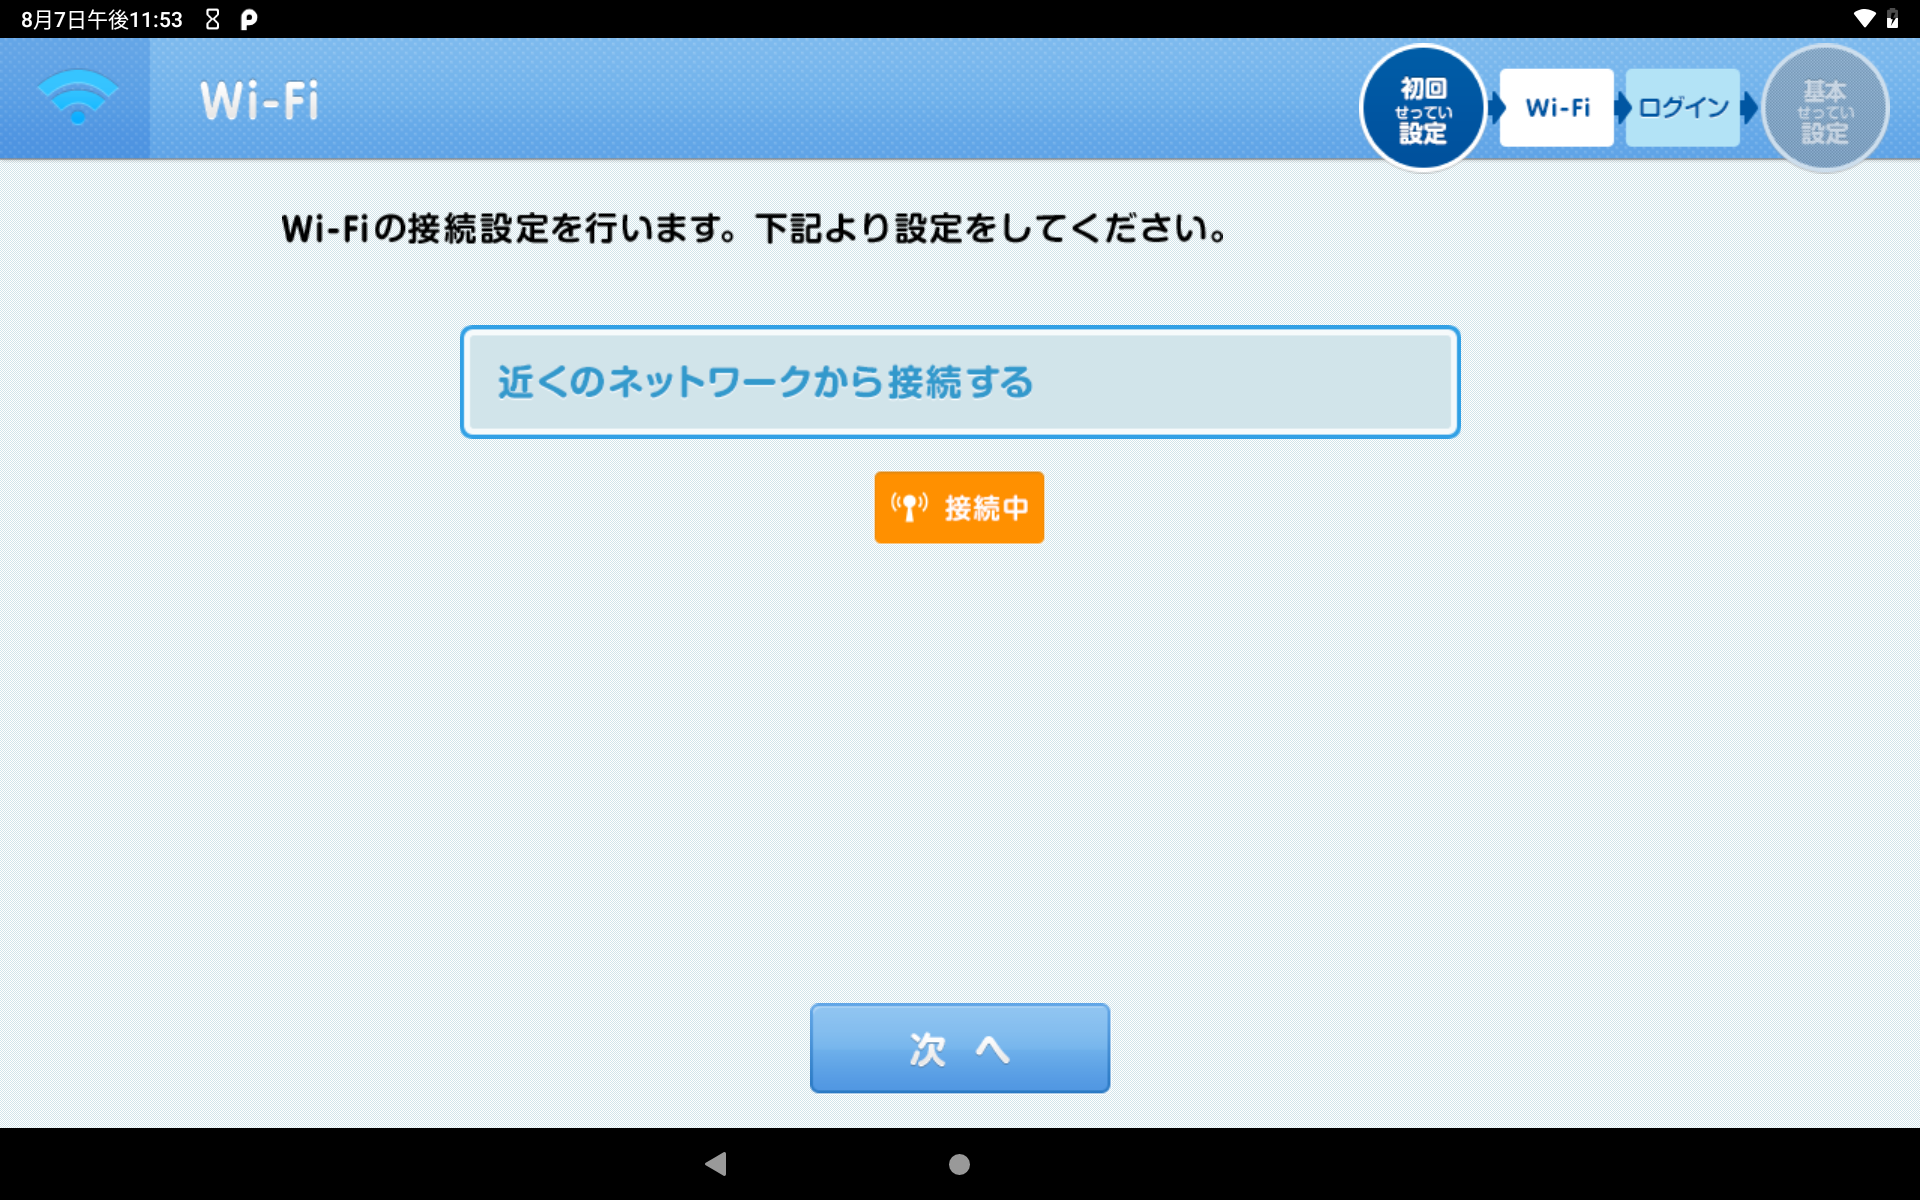 8月7日午後11:53
Wi-Fi
初回
せってい
設定
Wi-Fi
ログイン
基本
せってい
設定
Wi-Fiの接続設定を行います。下記より設定をしてください。
近くのネットワークから接続する
接続中
次 へ